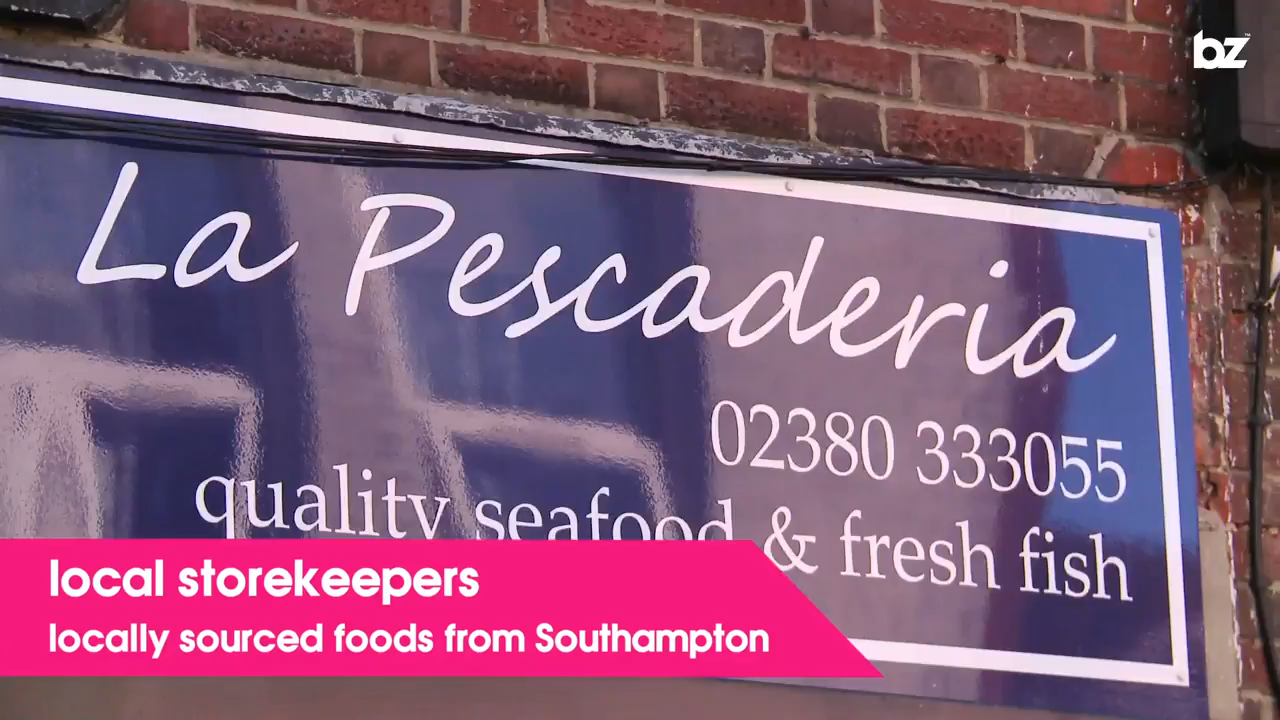 bz
La Pescaderia
02380 333055
quality seafood & fresh fish
local storekeepers
locally sourced foods from Southampton